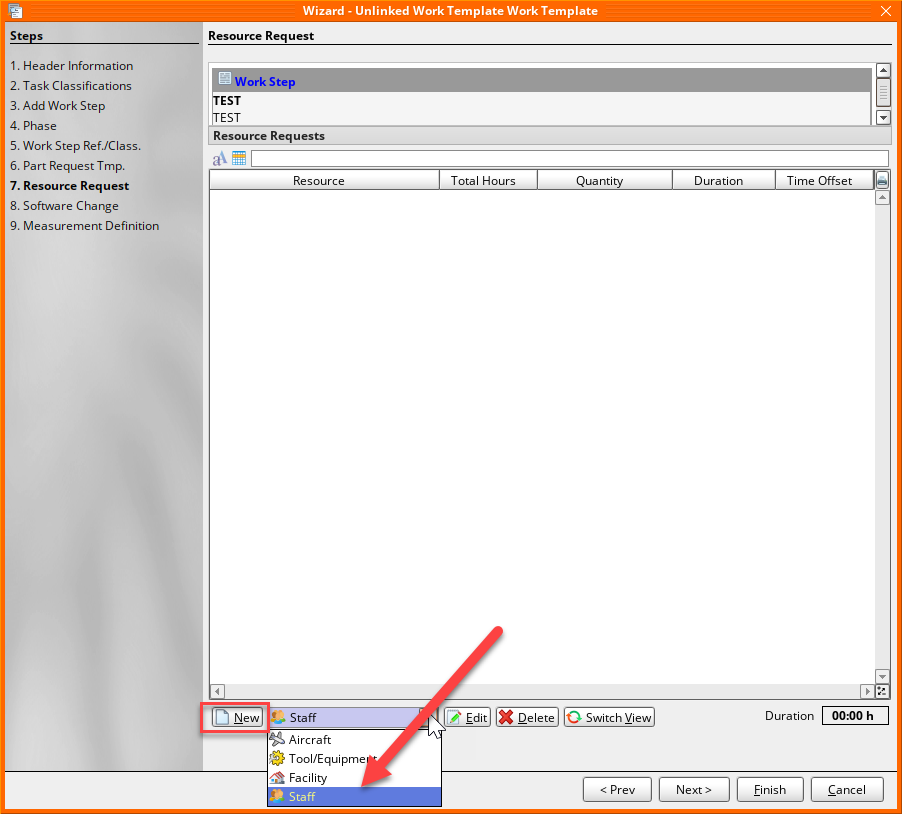 Wizard - Unlinked Work Template Work Template
Steps
1. Header Information
2. Task Classifications
3. Add Work Step
4. Phase
5. Work Step Ref./Class.
6. Part Request Tmp.
7. Resource Request
8. Software Change
9. Measurement Definition
Resource Request
Work Step
TEST
TEST
Resource Requests
Resource Total Hours Quantity Duration Time Offset
New Staff Edit Delete Switch View Duration 00:00 h
Aircraft
Tool/Equipment
Facility
Staff
< Prev Next > Finish Cancel